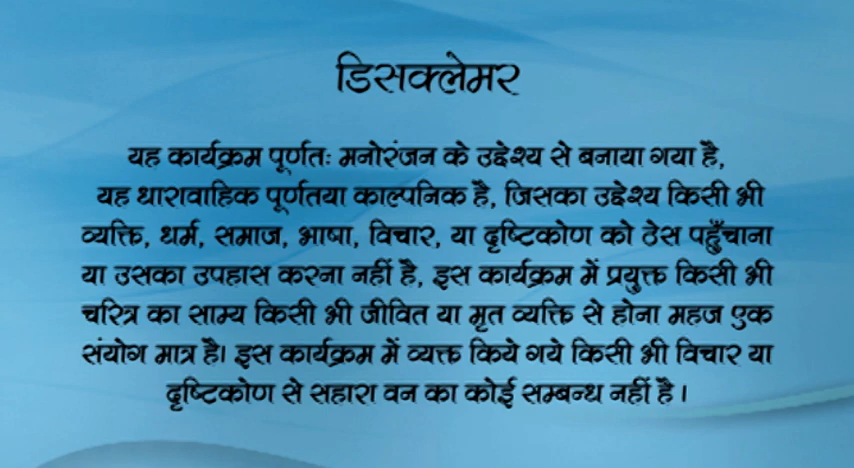 डिसक्लेमर
यह कार्यक्रम पूर्णतः मनोरंजन के उद्देश्य से बनाया गया है,
यह धारावाहिक पूर्णतया काल्पनिक है, जिसका उद्देश्य किसी भी
व्यक्ति, धर्म, समाज, भाषा, विचार, या दृष्टिकोण को ठेस पहुँचाना
या उसका उपहास करना नहीं है, इस कार्यक्रम में प्रयुक्त किसी भी
चरित्र का साम्य किसी भी जीवित या मृत व्यक्ति से होना महज एक
संयोग मात्र है। इस कार्यक्रम में व्यक्त किये गये किसी भी विचार या
दृष्टिकोण से सहारा वन का कोई सम्बन्ध नहीं है।